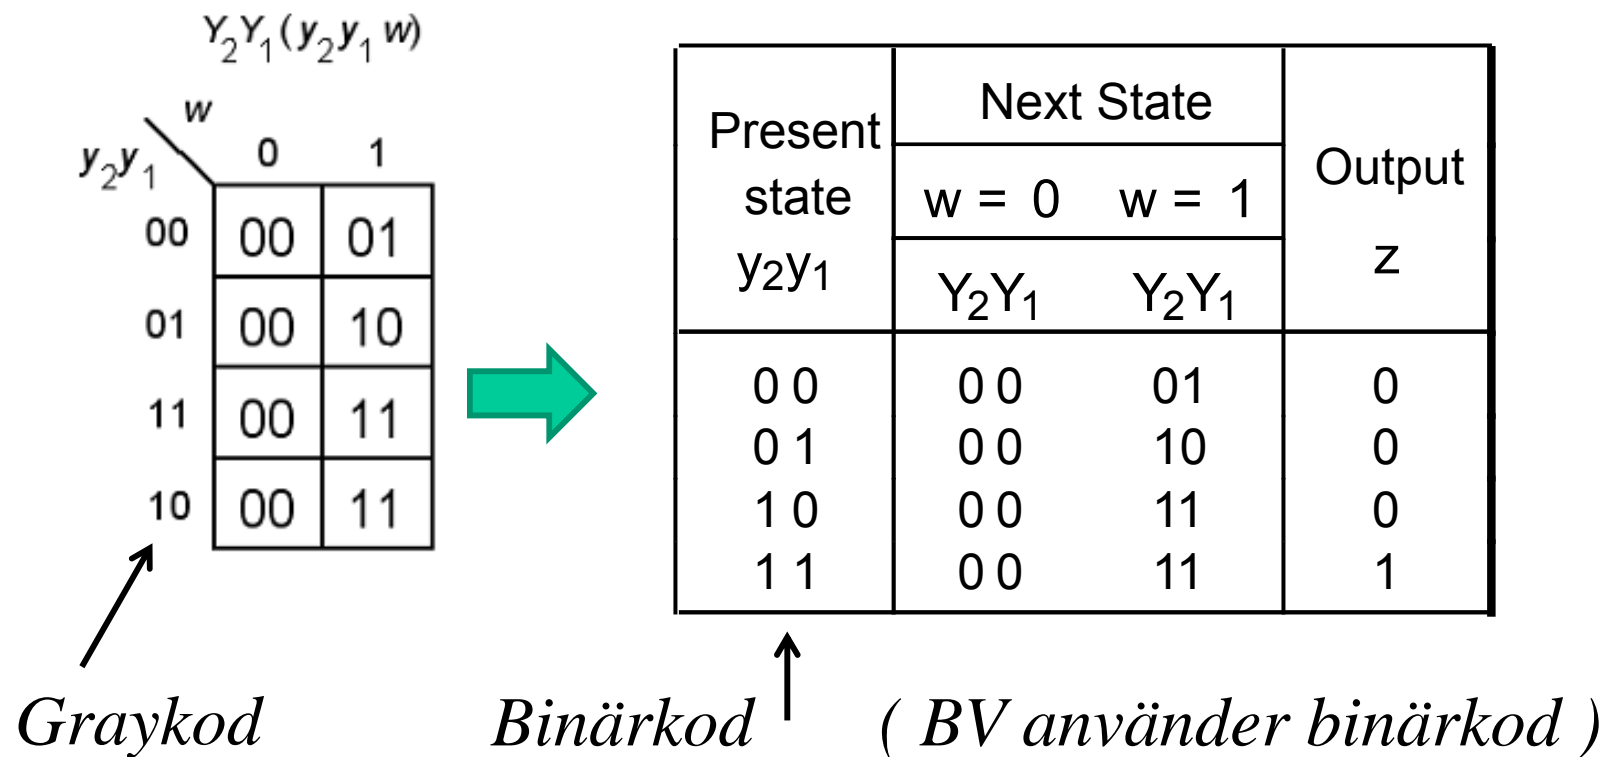 Y₂Y₁(y₂y₁ w)
w
y₂y₁ 0 1
00 00 01
01 00 10
11 00 11
10 00 11
Present state y₂y₁ Next State Output z
w = 0 w = 1
Y₂Y₁ Y₂Y₁
0 0 0 0 01 0
0 1 0 0 10 0
1 0 0 0 11 0
1 1 0 0 11 1
Graykod Binärkod ( BV använder binärkod )